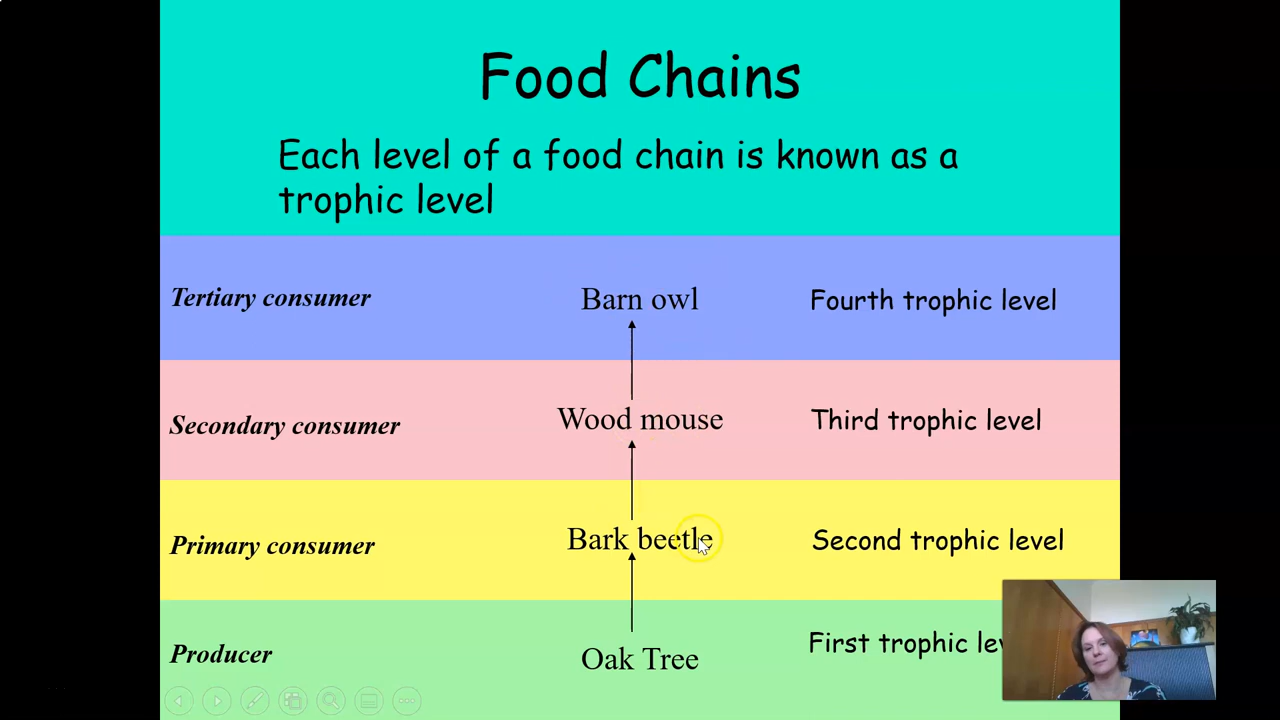 Food Chains
Each level of a food chain is known as a
trophic level
Tertiary consumer
Barn owl
Fourth trophic level
Secondary consumer
Wood mouse
Third trophic level
Primary consumer
Bark beetle
Second trophic level
Producer
Oak Tree
First trophic